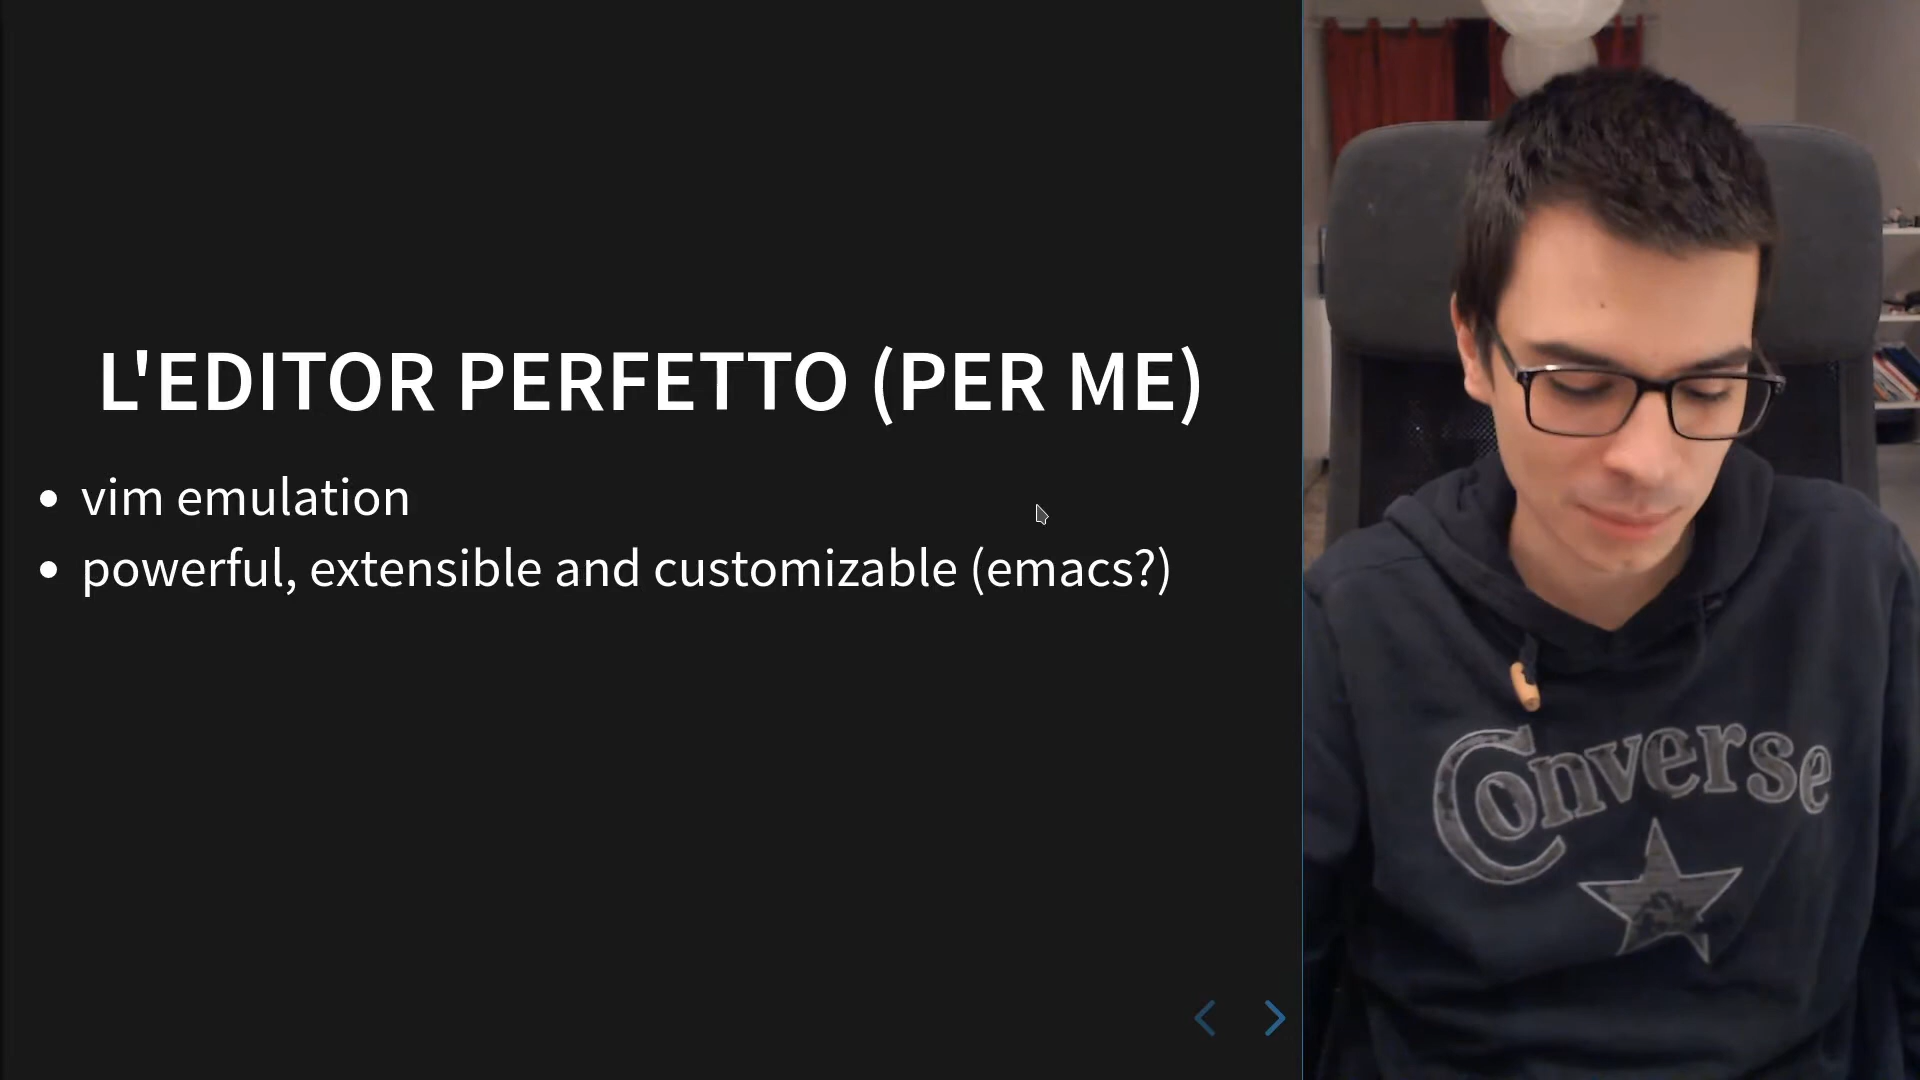 L'EDITOR PERFETTO (PER ME)
vim emulation
powerful, extensible and customizable (emacs?)
Converse